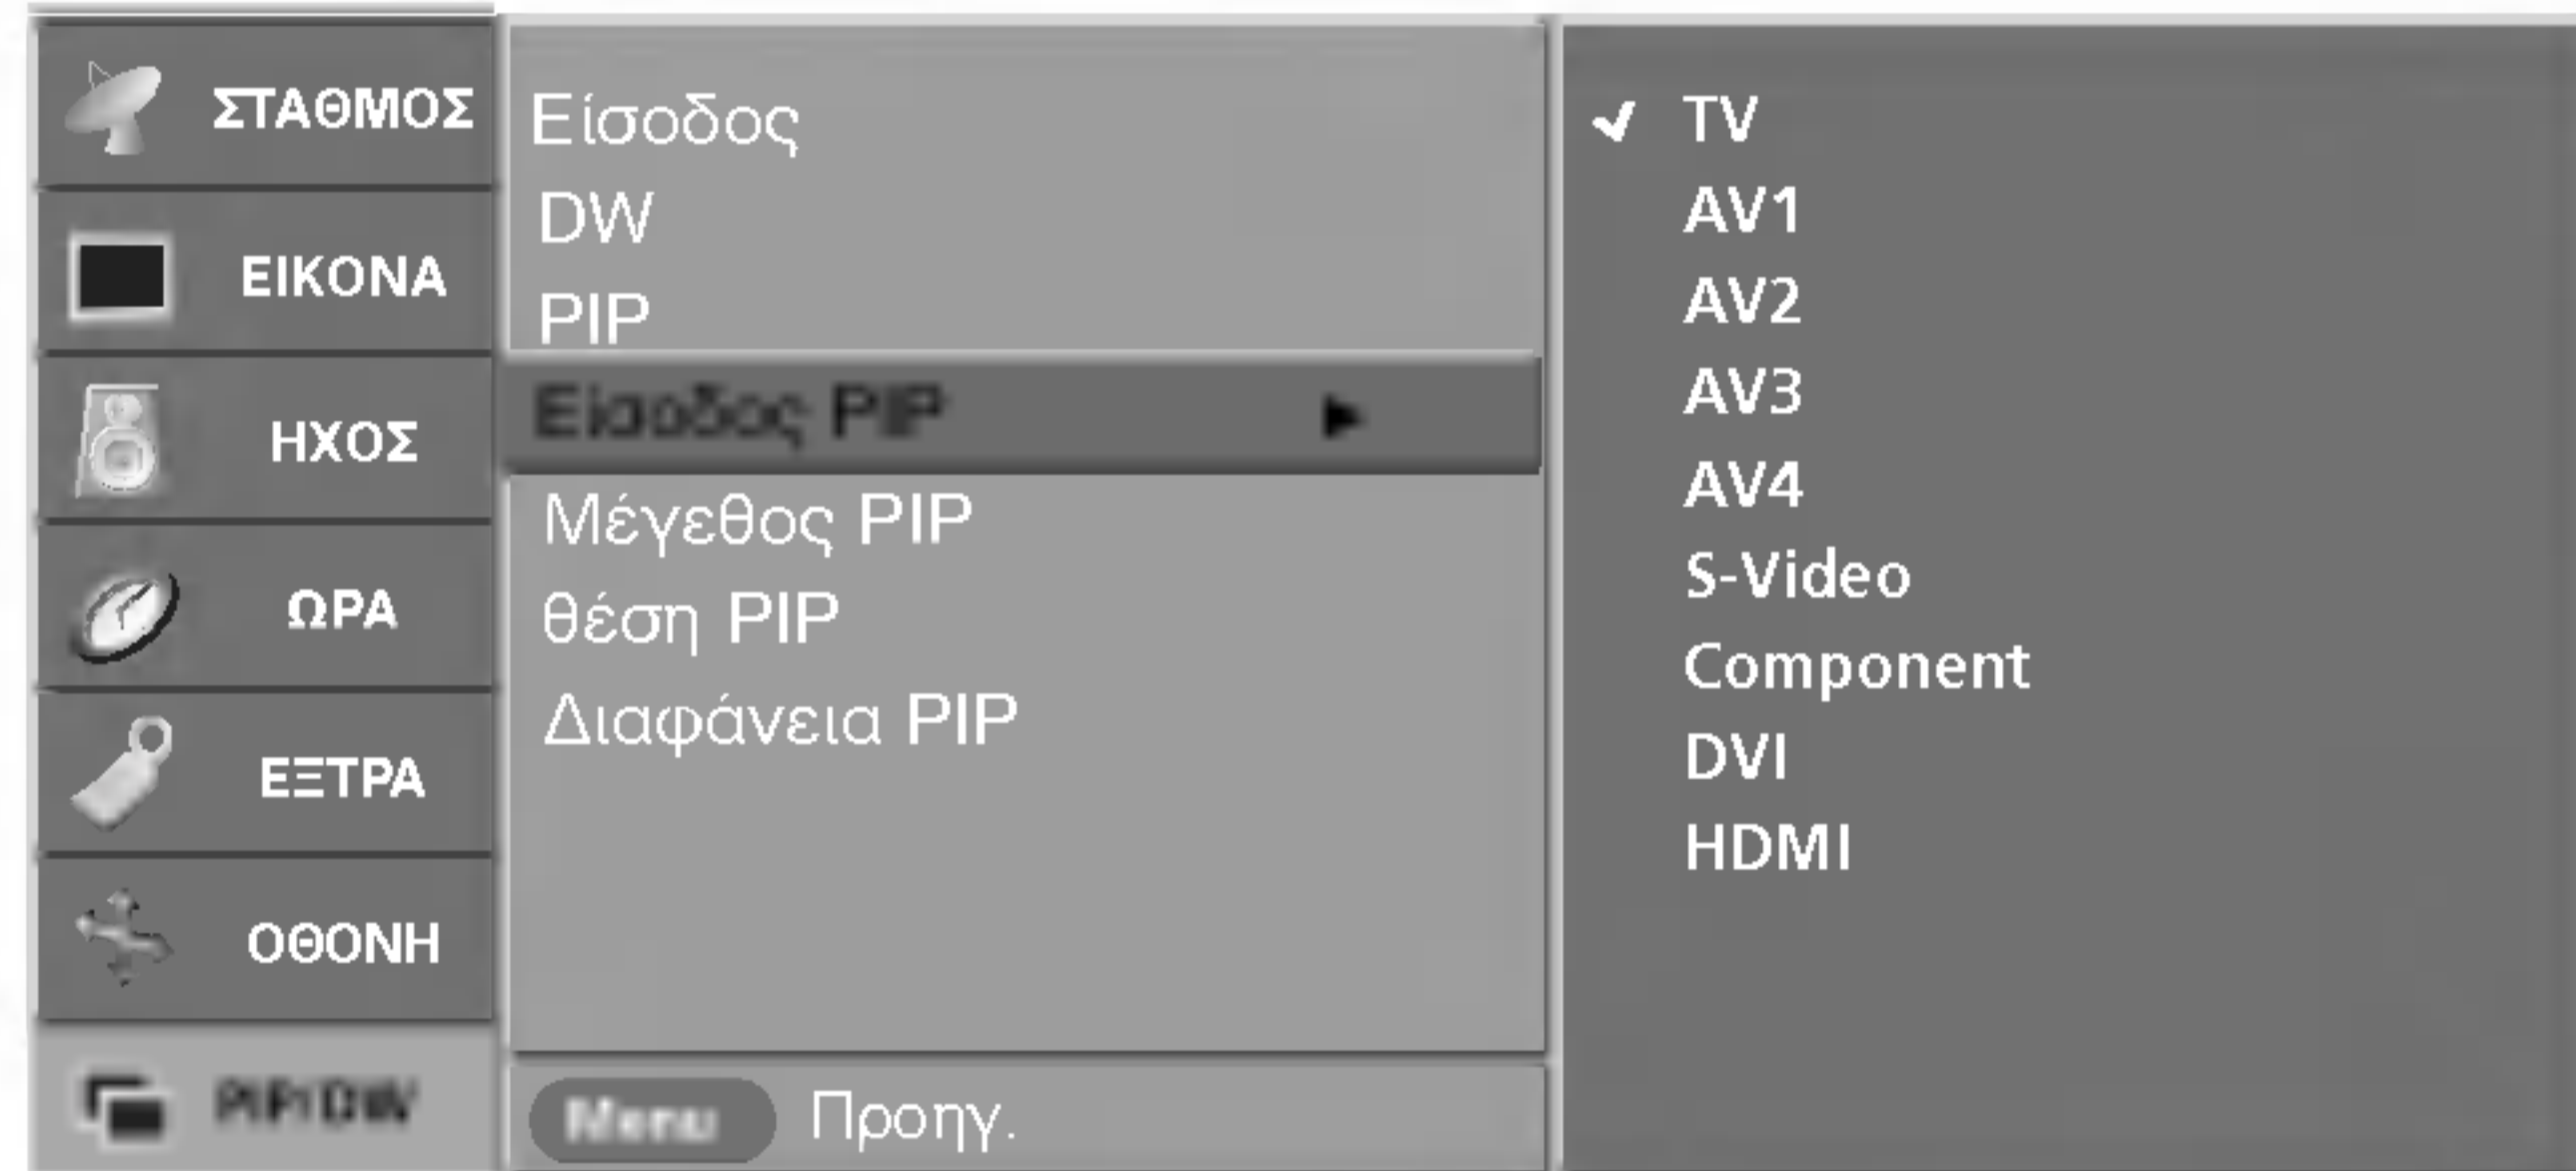 ΣΤΑΘΜΟΣ
ΕΙΚΟΝΑ
ΗΧΟΣ
ΩΡΑ
ΕΞΤΡΑ
ΟΘΟΝΗ
PIP/DW
Είσοδος
DW
PIP
Είσοδος PIP ►
Μέγεθος PIP
θέση PIP
Διαφάνεια PIP
Menu Προηγ.
✔ TV
AV1
AV2
AV3
AV4
S-Video
Component
DVI
HDMI